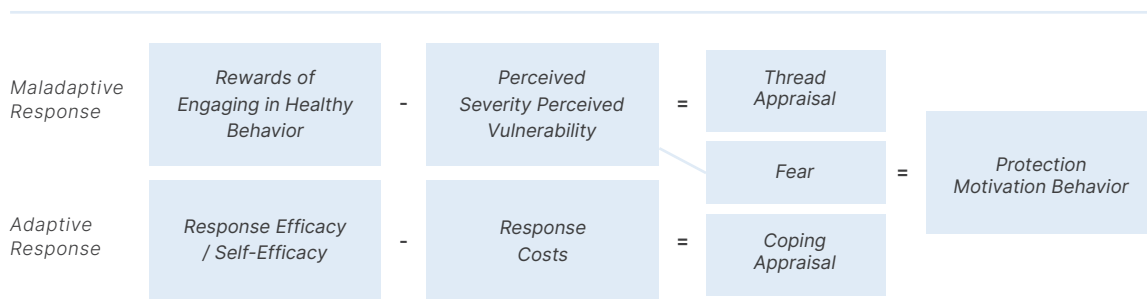 Maladaptive
Response
Rewards of
Engaging in Healthy
Behavior
-
Perceived
Severity Perceived
Vulnerability
=
Thread
Appraisal
Fear
=
Protection
Motivation Behavior
Adaptive
Response
Response Efficacy
/ Self-Efficacy
-
Response
Costs
=
Coping
Appraisal